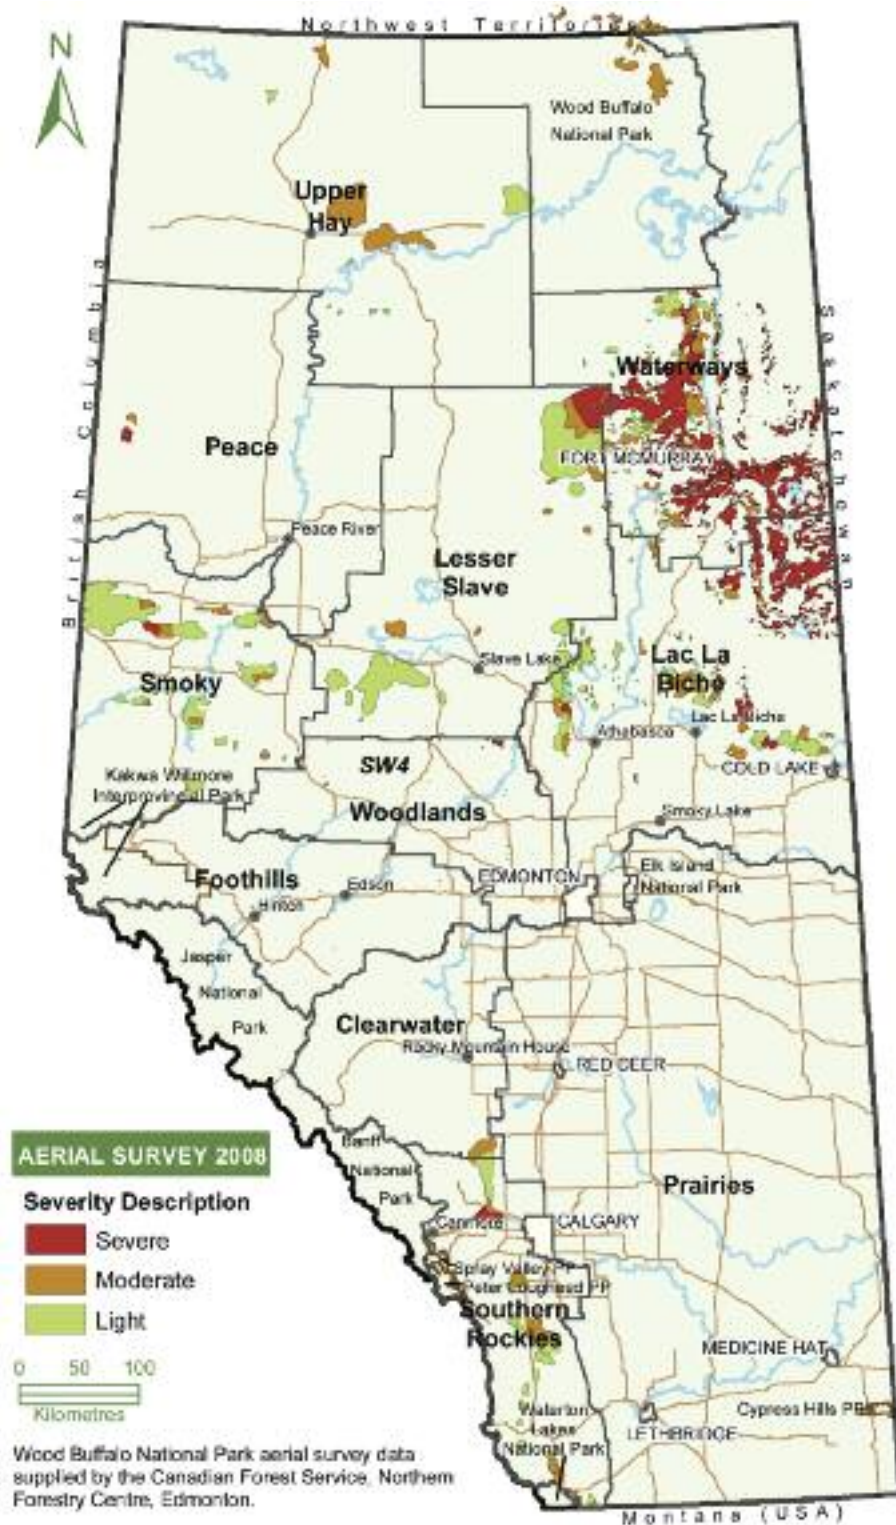 Northwest Territories
N
Wood Buffalo
National Park
Upper
Hay
British Columbia
Saskatchewan
Waterways
Peace
FORT MCMURRAY
Peace River
Lesser
Slave
Slave Lake
Lac La
Biche
Smoky
Lac La Biche
Athabasca
COLD LAKE
SW4
Kakwa Willmore
Interprovincial Park
Woodlands
Smoky Lake
Foothills
EDMONTON
Elk Island
National Park
Edson
Hinton
Jasper
National
Park
Clearwater
Rocky Mountain House
RED DEER
AERIAL SURVEY 2008
Banff
National
Park
Prairies
Severity Description
Canmore
CALGARY
Severe
Spray Valley PP
Moderate
Peter Lougheed PP
Southern
Rockies
Light
MEDICINE HAT
0 50 100
Kilometres
Waterton
Lakes
National Park
Cypress Hills PP
LETHBRIDGE
Wood Buffalo National Park aerial survey data
supplied by the Canadian Forest Service, Northern
Forestry Centre, Edmonton.
Montana (USA)